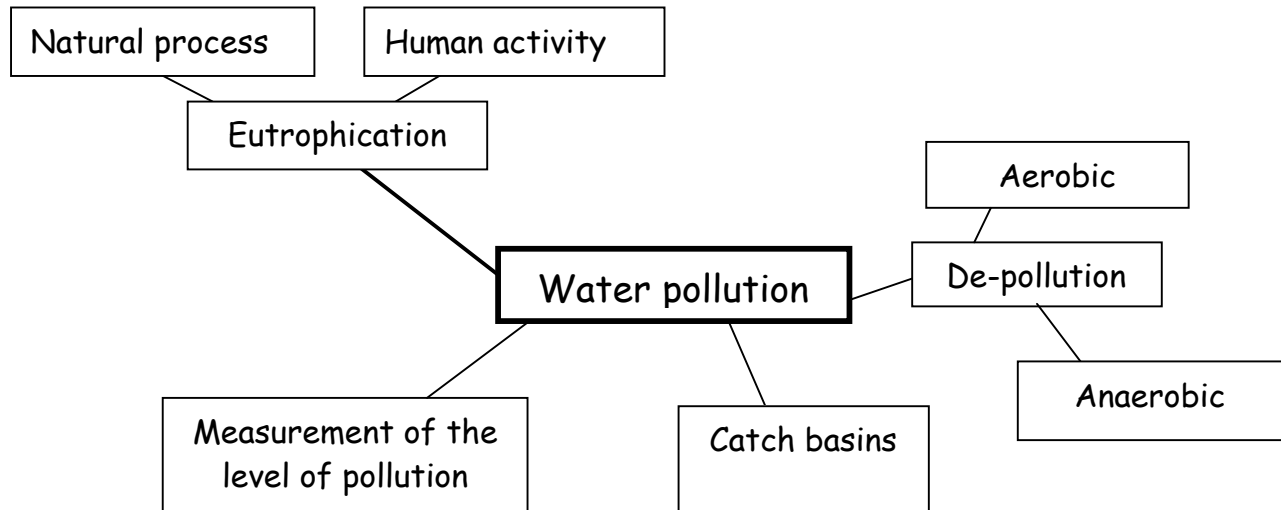 Natural process
Human activity
Eutrophication
Aerobic
Water pollution
De-pollution
Anaerobic
Measurement of the
level of pollution
Catch basins